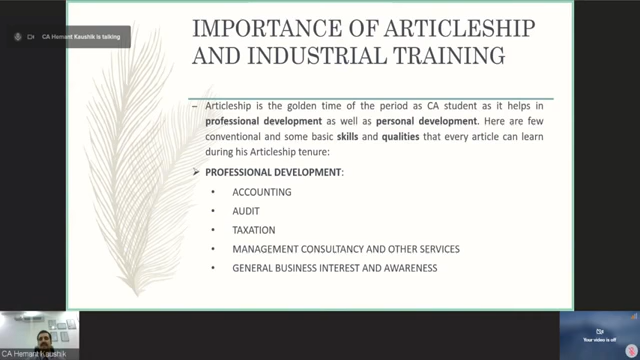 CA Hemant Kaushik Is talking
IMPORTANCE OF ARTICLESHIP
AND INDUSTRIAL TRAINING
– Articleship is the golden time of the period as CA student as it helps in
professional development as well as personal development. Here are few
conventional and some basic skills and qualities that every article can learn
during his Articleship tenure:
➤ PROFESSIONAL DEVELOPMENT:
• ACCOUNTING
• AUDIT
• TAXATION
• MANAGEMENT CONSULTANCY AND OTHER SERVICES
• GENERAL BUSINESS INTEREST AND AWARENESS
CA Hemant Kaushik
Your video is off